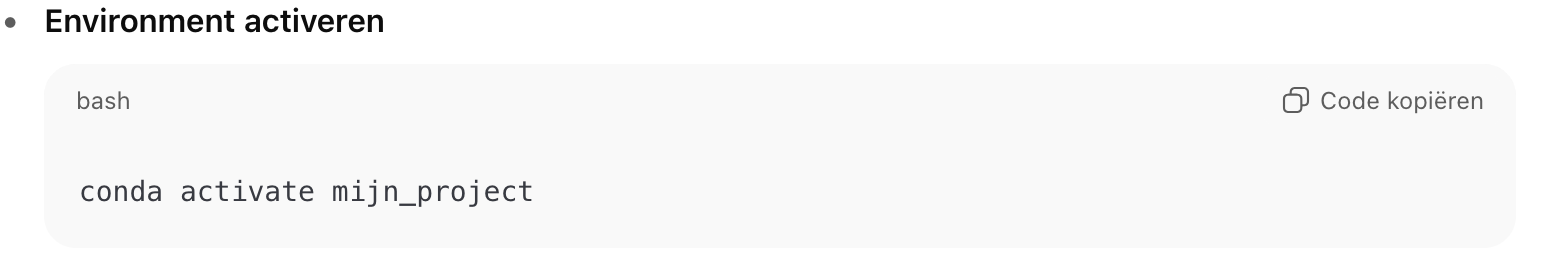 Environment activeren
bash
Code kopiëren
conda activate mijn_project